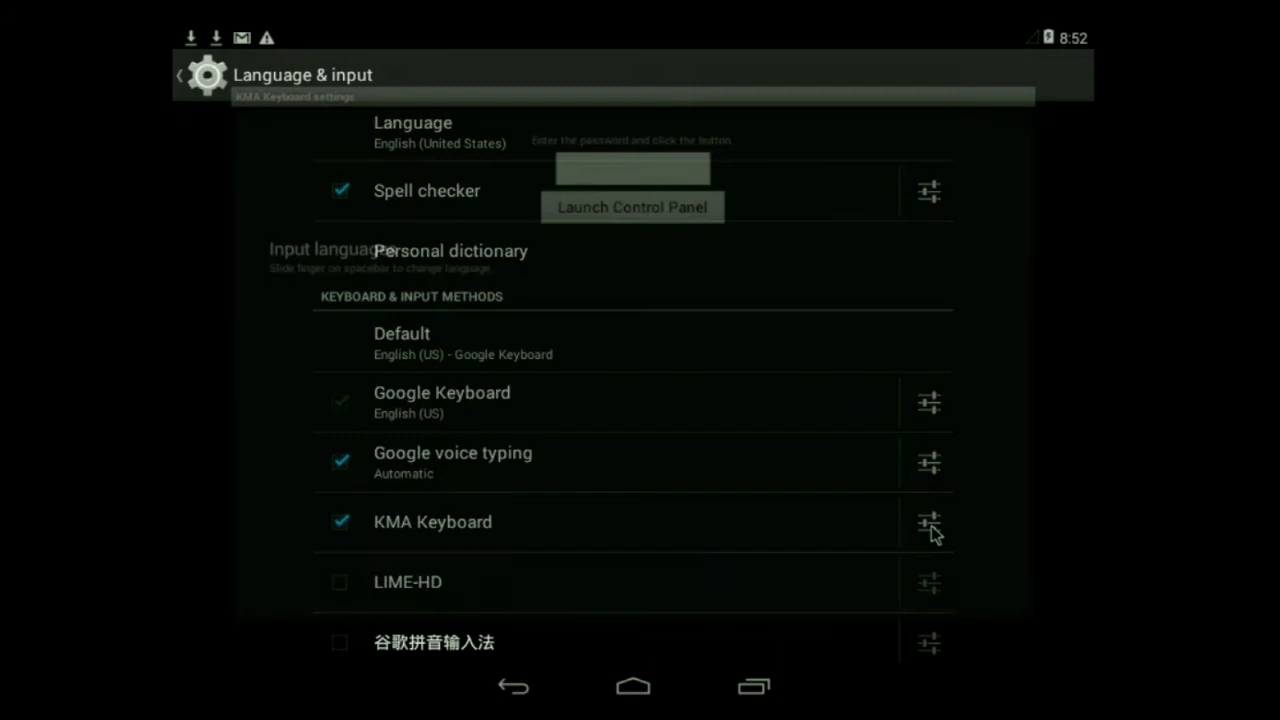 8:52
Language & input
KMA Keyboard settings
Language
English (United States)
Enter the password and click the button.
Spell checker
Launch Control Panel
Input languages
Personal dictionary
Slide finger on spacebar to change language.
KEYBOARD & INPUT METHODS
Default
English (US) - Google Keyboard
Google Keyboard
English (US)
Google voice typing
Automatic
KMA Keyboard
LIME-HD
谷歌拼音输入法